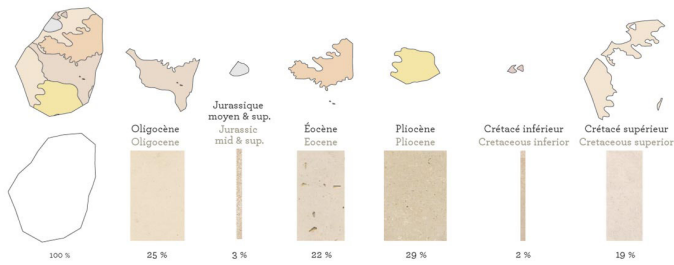 Oligocène
Oligocene
Jurassique
moyen & sup.
Jurassic
mid & sup.
Éocène
Eocene
Pliocène
Pliocene
Crétacé inférieur
Cretaceous inferior
Crétacé supérieur
Cretaceous superior
100 %
25 %
3 %
22 %
29 %
2 %
19 %